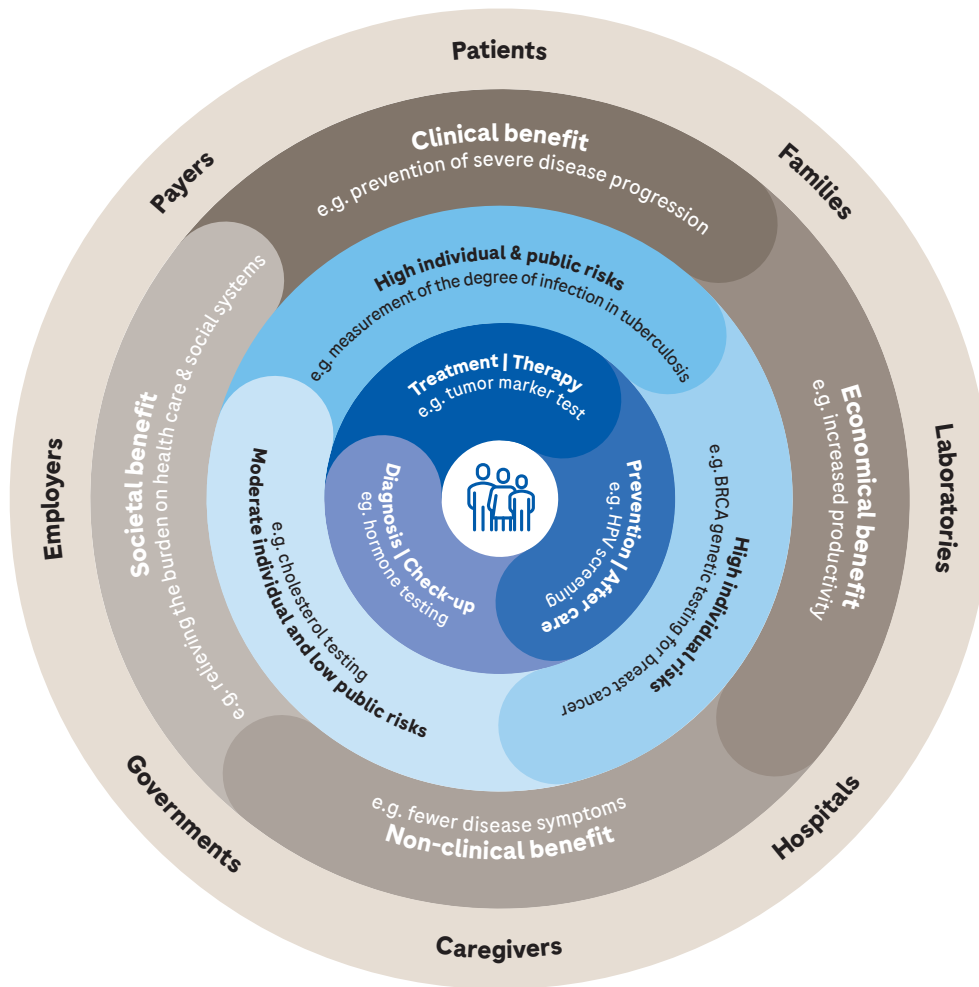 Patients
Families
Laboratories
Hospitals
Caregivers
Governments
Employers
Payers
Clinical benefit
e.g. prevention of severe disease progression
Economical benefit
e.g. increased productivity
e.g. fewer disease symptoms
Non-clinical benefit
Societal benefit
e.g. relieving the burden on health care & social systems
High individual & public risks
e.g. measurement of the degree of infection in tuberculosis
High individual risks
e.g. BRCA genetic testing for breast cancer
e.g. cholesterol testing
Moderate individual and low public risks
Treatment | Therapy
e.g. tumor marker test
Prevention | After care
e.g. HPV screening
Diagnosis | Check-up
eg. hormone testing